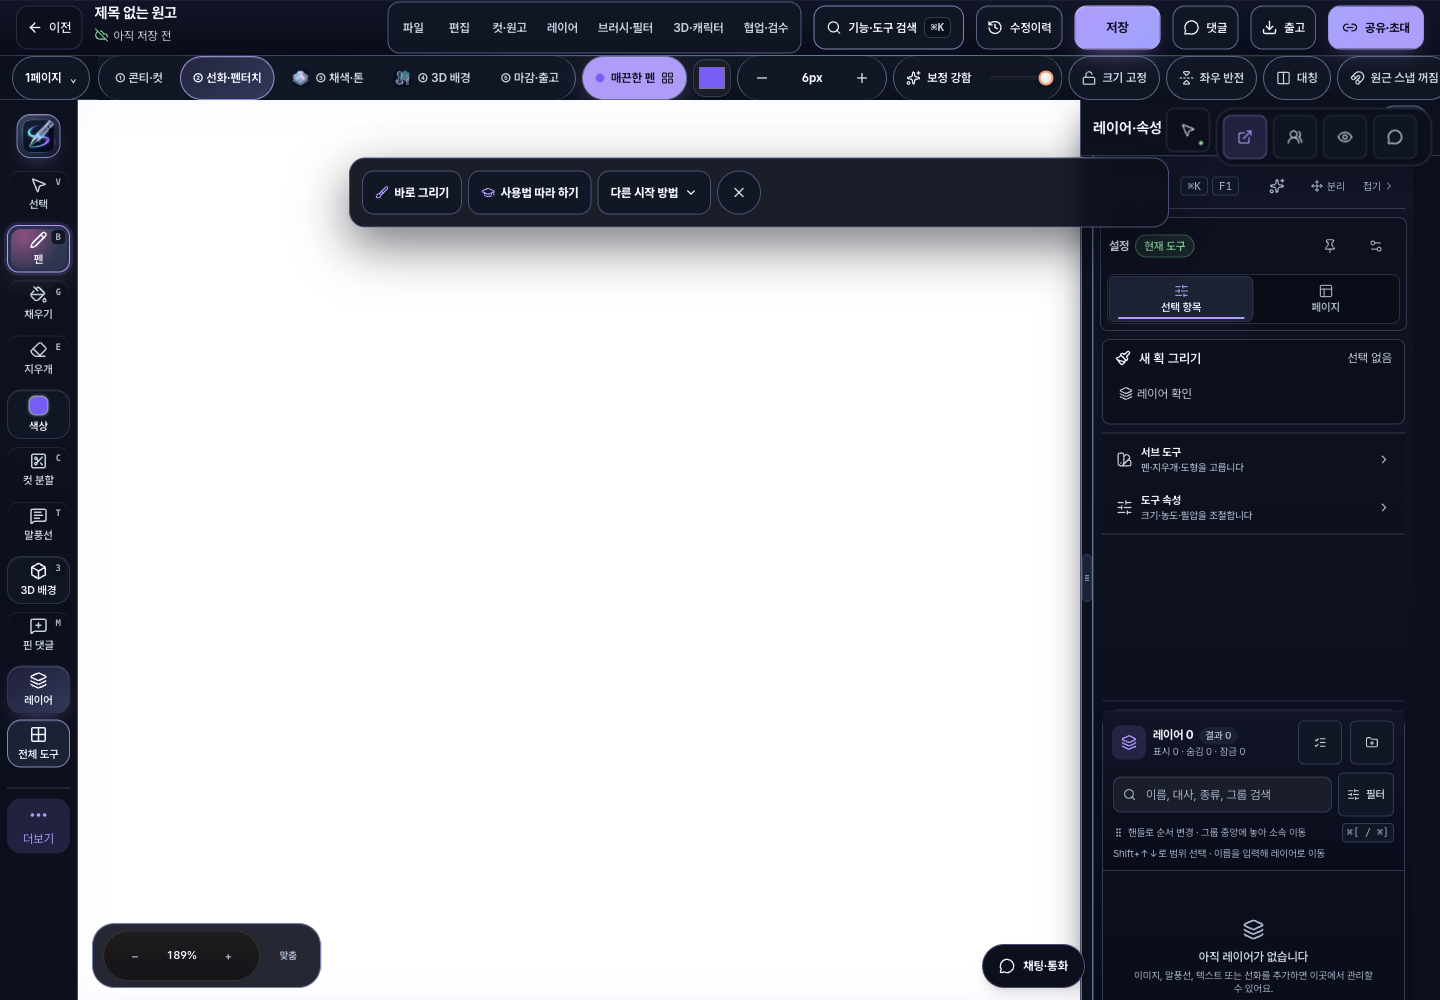 이전
제목 없는 원고
아직 저장 전
파일 편집 컷·원고 레이어 브러시·필터 3D·캐릭터 협업·검수
기능·도구 검색 ⌘K
수정이력
저장
댓글
출고
공유·초대
1페이지
① 콘티·컷
② 선화·펜터치
③ 채색·톤
④ 3D 배경
⑤ 마감·출고
매끈한 펜
− 6px +
보정 강함
크기 고정
좌우 반전
대칭
원근 스냅 꺼짐
선택 V
펜 B
채우기 G
지우개 E
색상
컷 분할 C
말풍선 T
3D 배경 3
핀 댓글 M
레이어
전체 도구
더보기
바로 그리기
사용법 따라 하기
다른 시작 방법
레이어·속성
⌘K F1
분리
접기
설정 현재 도구
선택 항목
페이지
새 획 그리기
선택 없음
레이어 확인
서브 도구
펜·지우개·도형을 고릅니다
도구 속성
크기·농도·필압을 조절합니다
레이어 0 결과 0
표시 0 · 숨김 0 · 잠금 0
이름, 대사, 종류, 그룹 검색
필터
핸들로 순서 변경 · 그룹 중앙에 놓아 소속 이동
⌘[ / ⌘]
Shift+↑↓로 범위 선택 · 이름을 입력해 레이어로 이동
아직 레이어가 없습니다
이미지, 말풍선, 텍스트 또는 선화를 추가하면 이곳에서 관리할
수 있어요.
− 189% +
맞춤
채팅·통화